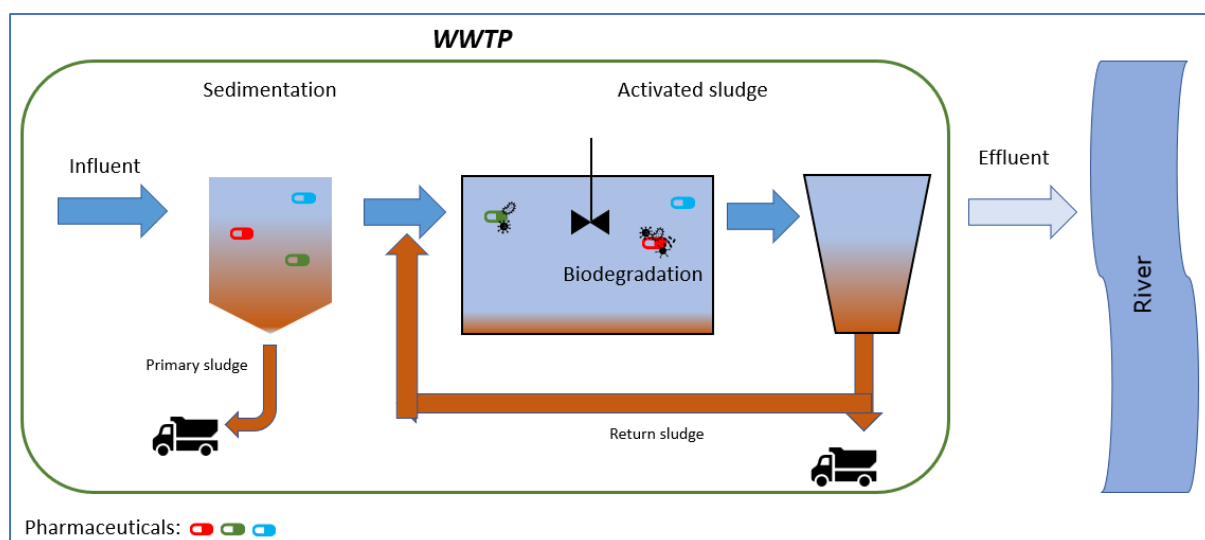 WWTP
Sedimentation
Activated sludge
Influent
Effluent
Biodegradation
River
Primary sludge
Return sludge
Pharmaceuticals: